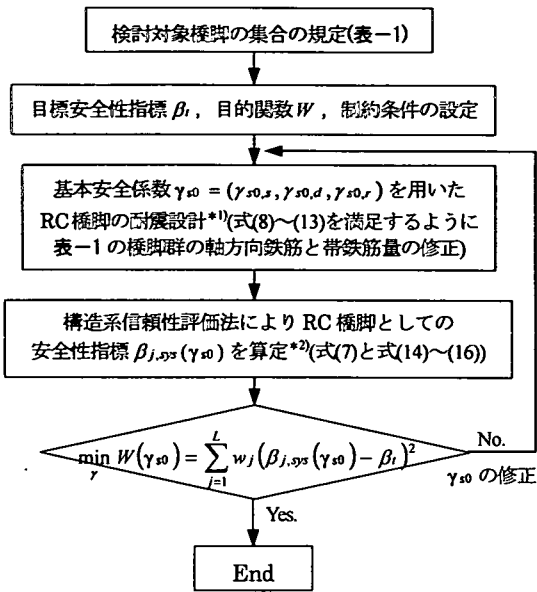 検討対象橋脚の集合の規定(表－1)
目標安全性指標 βt ，目的関数 W ，制約条件の設定
基本安全係数 γs0 = (γs0,s , γs0,d , γs0,r) を用いた
RC橋脚の耐震設計*1)(式(8)～(13)を満足するように
表－1 の橋脚群の軸方向鉄筋と帯鉄筋量の修正)
構造系信頼性評価法により RC 橋脚としての
安全性指標 βj,sys(γs0) を算定*2)(式(7)と式(14)～(16))
min γ W(γs0) = Σ j=1 L wj(βj,sys(γs0) − βt)2
No.
γs0 の修正
Yes.
End